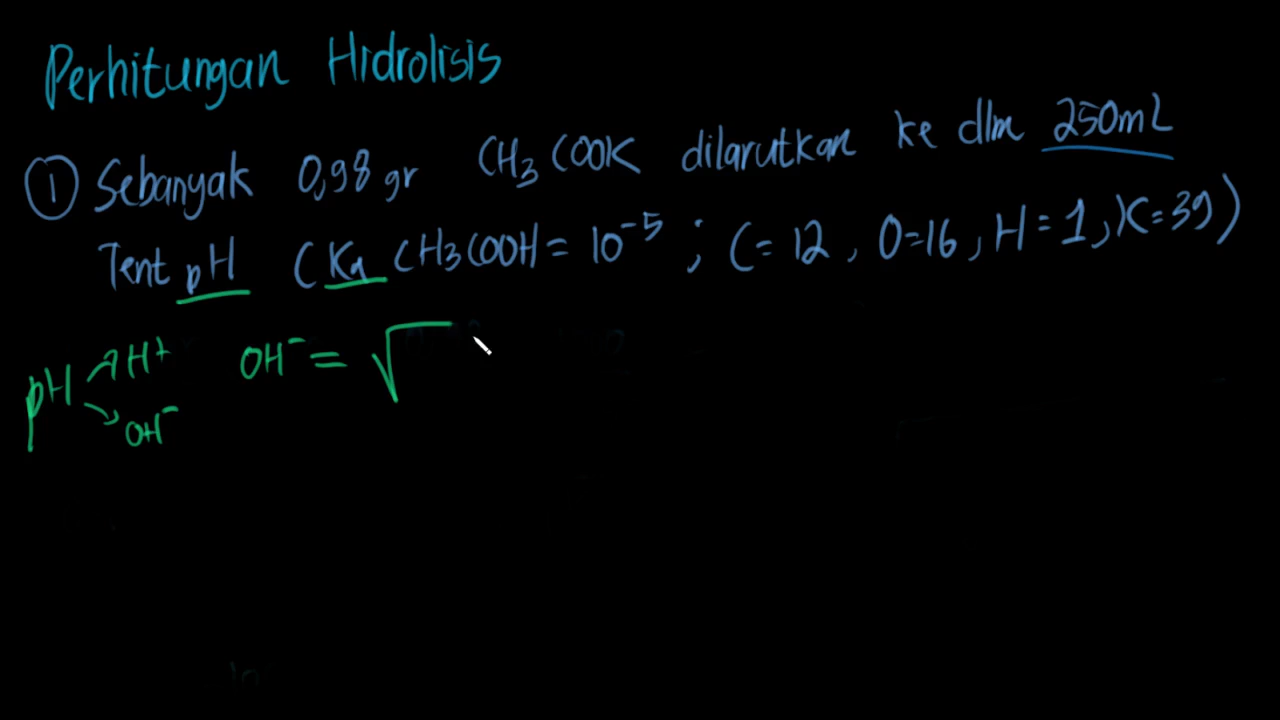 Perhitungan Hidrolisis
① Sebanyak 0,98 gr CH₃COOK dilarutkan ke dlm 250mL
Tent pH (Ka CH₃COOH = 10⁻⁵ ; C = 12 , O=16 , H = 1, K = 39)
pH → H⁺ OH⁻ = √
→ OH⁻